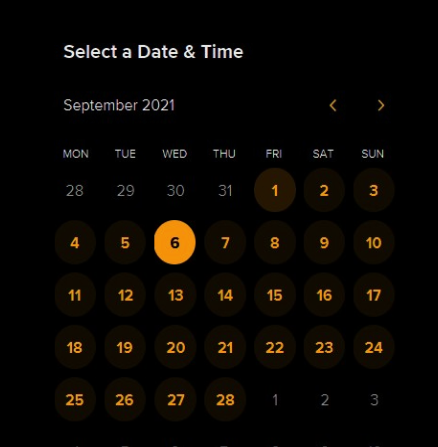 Select a Date & Time
September 2021
MON TUE WED THU FRI SAT SUN
28 29 30 31 1 2 3
4 5 6 7 8 9 10
11 12 13 14 15 16 17
18 19 20 21 22 23 24
25 26 27 28 1 2 3